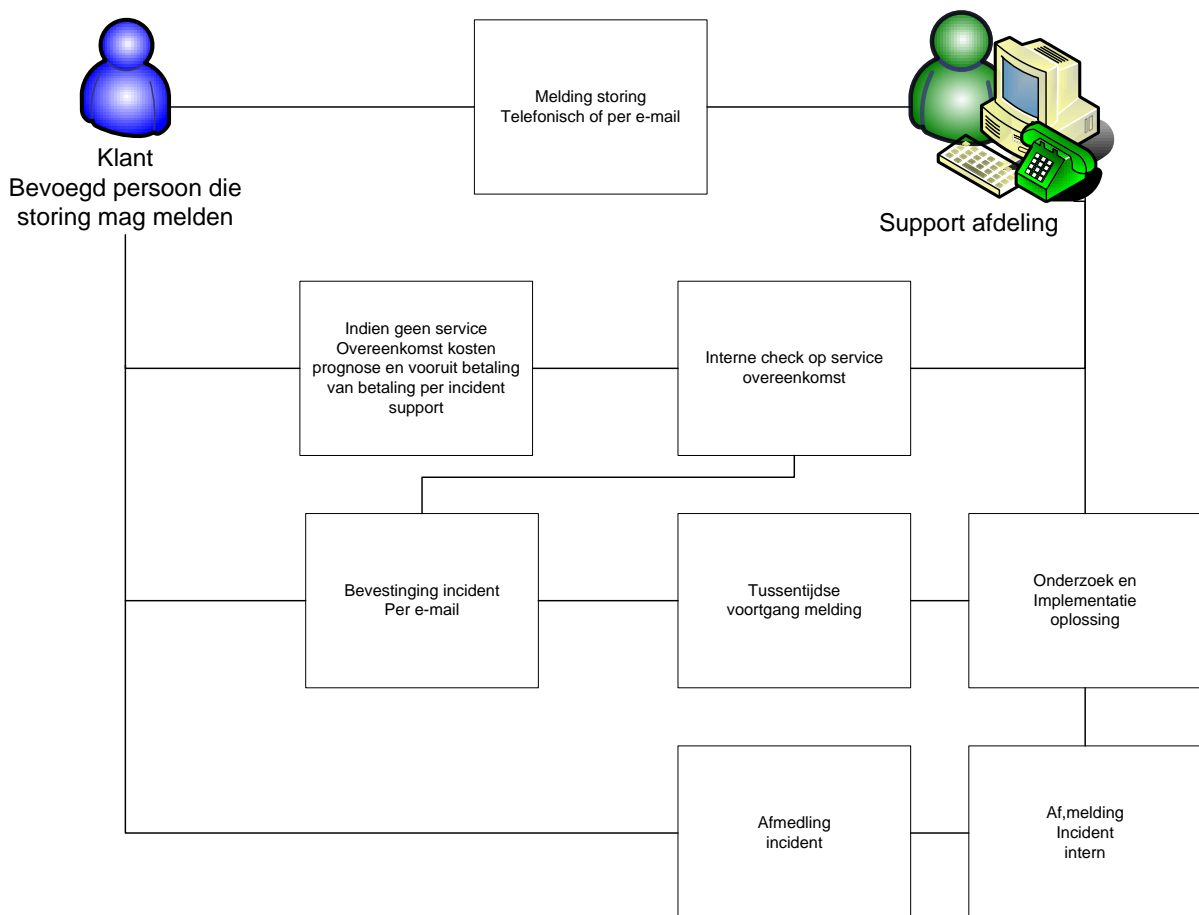 Melding storing
Telefonisch of per e-mail
Klant
Bevoegd persoon die
storing mag melden
Support afdeling
Indien geen service
Overeenkomst kosten
prognose en vooruit betaling
van betaling per incident
support
Interne check op service
overeenkomst
Bevestinging incident
Per e-mail
Tussentijdse
voortgang melding
Onderzoek en
Implementatie
oplossing
Afmedling
incident
Af,melding
Incident
intern